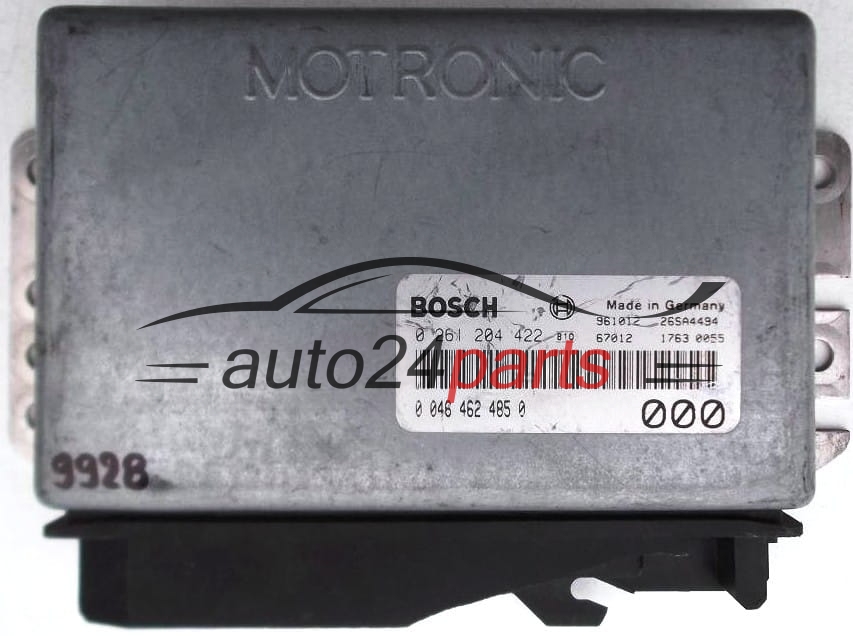 MOTRONIC
BOSCH Made in Germany
961012 26SA4494
0 261 204 422 810 67012 1763 0055
auto24parts
0 046 462 485 0 000
9928